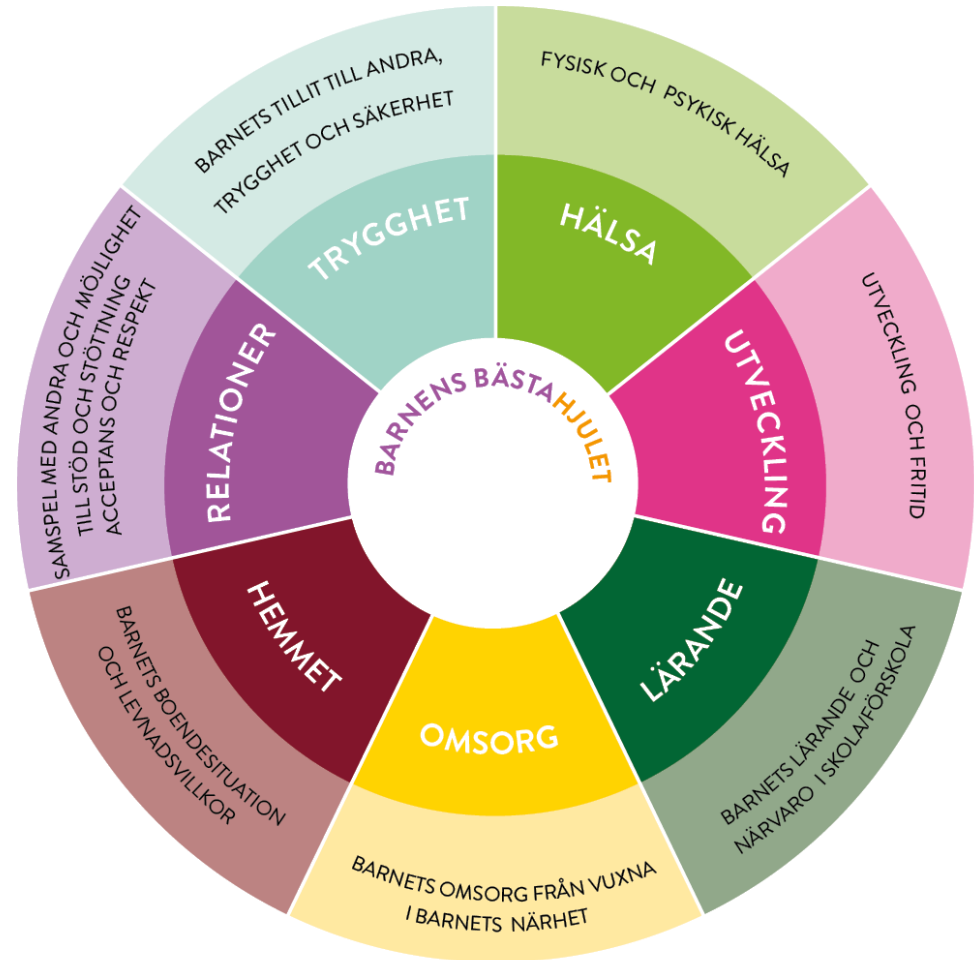 BARNENS BÄSTAHJULET
HÄLSA
FYSISK OCH PSYKISK HÄLSA
UTVECKLING
UTVECKLING OCH FRITID
LÄRANDE
BARNETS LÄRANDE OCH
NÄRVARO I SKOLA/FÖRSKOLA
OMSORG
BARNETS OMSORG FRÅN VUXNA
I BARNETS NÄRHET
HEMMET
BARNETS BOENDESITUATION
OCH LEVNADSVILLKOR
RELATIONER
SAMSPEL MED ANDRA OCH MÖJLIGHET
TILL STÖD OCH STÖTTNING
ACCEPTANS OCH RESPEKT
TRYGGHET
BARNETS TILLIT TILL ANDRA,
TRYGGHET OCH SÄKERHET